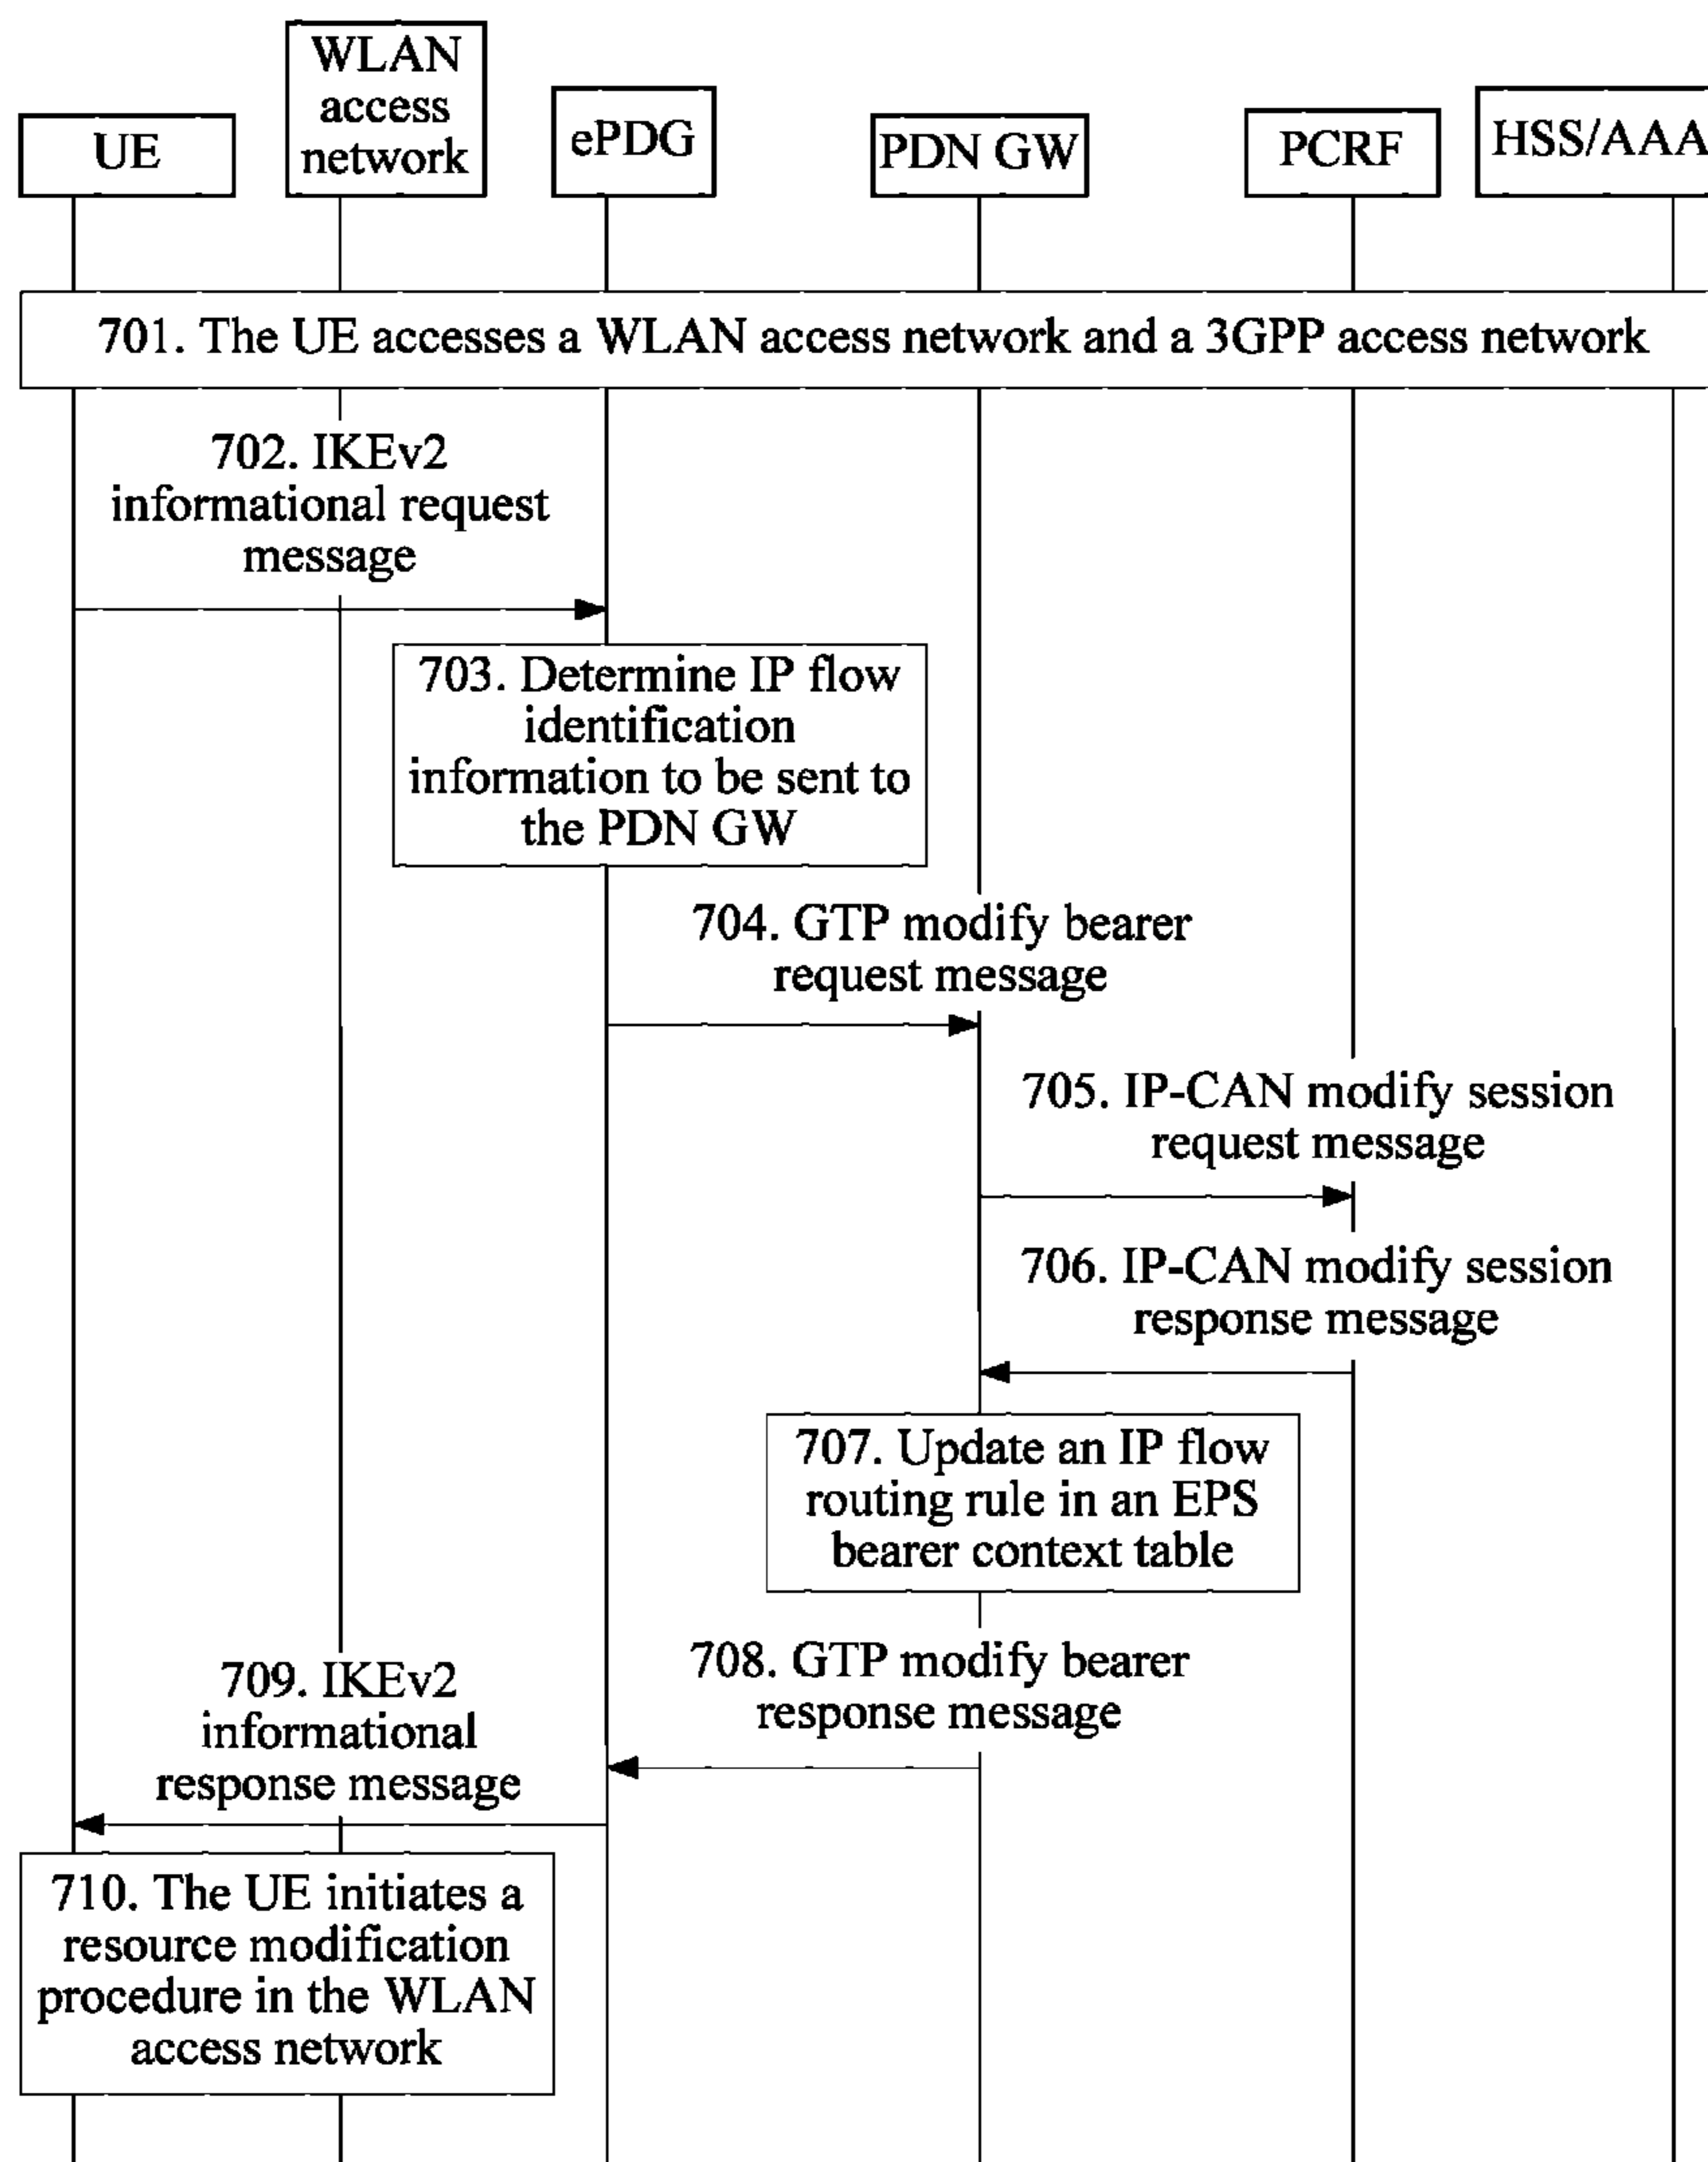 WLAN
access
network
UE
ePDG
PDN GW
PCRF
HSS/AAA
701. The UE accesses a WLAN access network and a 3GPP access network
702. IKEv2
informational request
message
703. Determine IP flow
identification
information to be sent to
the PDN GW
704. GTP modify bearer
request message
705. IP-CAN modify session
request message
706. IP-CAN modify session
response message
707. Update an IP flow
routing rule in an EPS
bearer context table
708. GTP modify bearer
response message
709. IKEv2
informational
response message
710. The UE initiates a
resource modification
procedure in the WLAN
access network